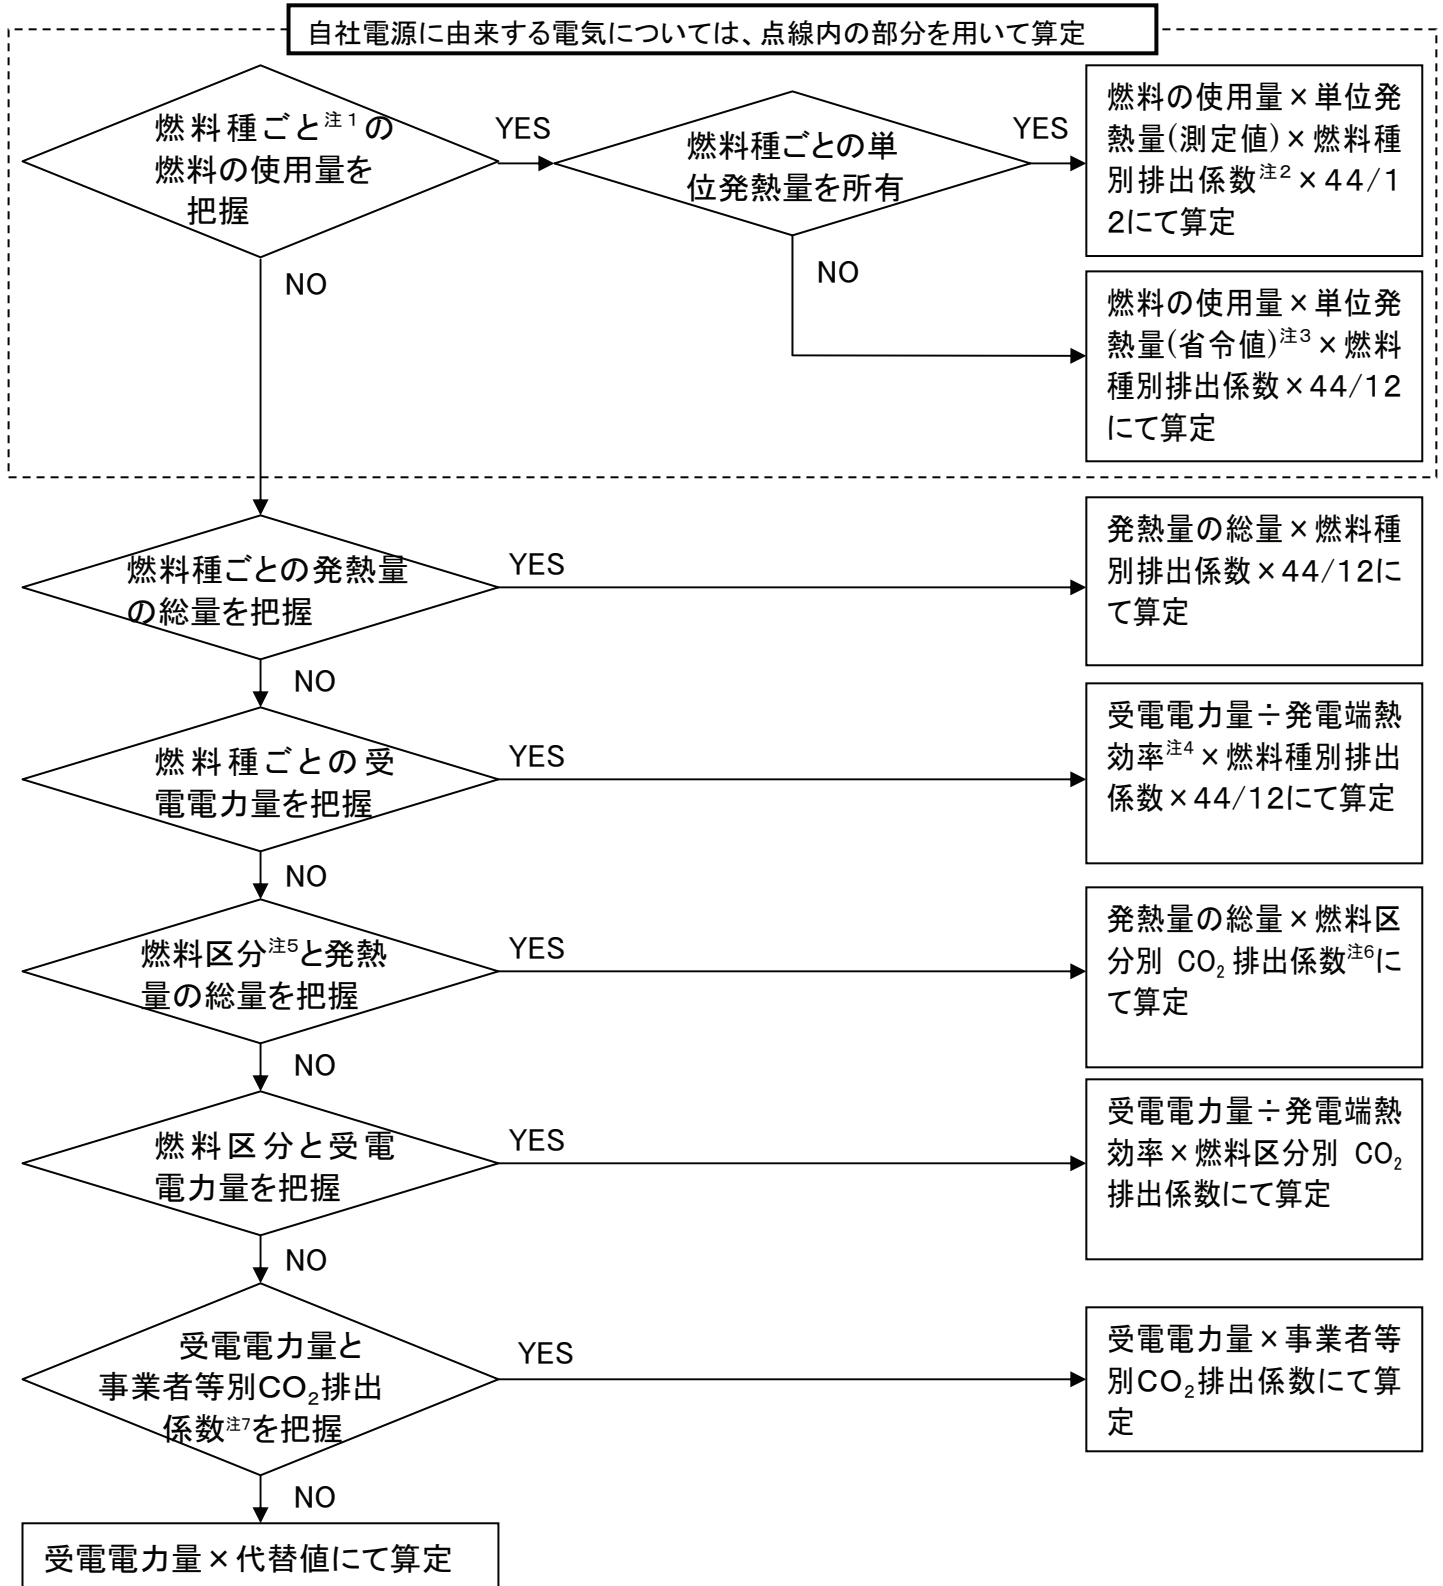 自社電源に由来する電気については、点線内の部分を用いて算定
燃料種ごと注1の
燃料の使用量を
把握
YES
燃料種ごとの単
位発熱量を所有
YES
燃料の使用量×単位発
熱量(測定値)×燃料種
別排出係数注2×44/1
2にて算定
NO
NO
燃料の使用量×単位発
熱量(省令値)注3×燃料
種別排出係数×44/12
にて算定
燃料種ごとの発熱量
の総量を把握
YES
発熱量の総量×燃料種
別排出係数×44/12に
て算定
NO
燃料種ごとの受
電電力量を把握
YES
受電電力量÷発電端熱
効率注4×燃料種別排出
係数×44/12にて算定
NO
燃料区分注5と発熱
量の総量を把握
YES
発熱量の総量×燃料区
分別 CO₂排出係数注6に
て算定
NO
燃料区分と受電
電力量を把握
YES
受電電力量÷発電端熱
効率×燃料区分別 CO₂
排出係数にて算定
NO
受電電力量と
事業者等別CO₂排出
係数注7を把握
YES
受電電力量×事業者等
別CO₂排出係数にて算
定
NO
受電電力量×代替値にて算定